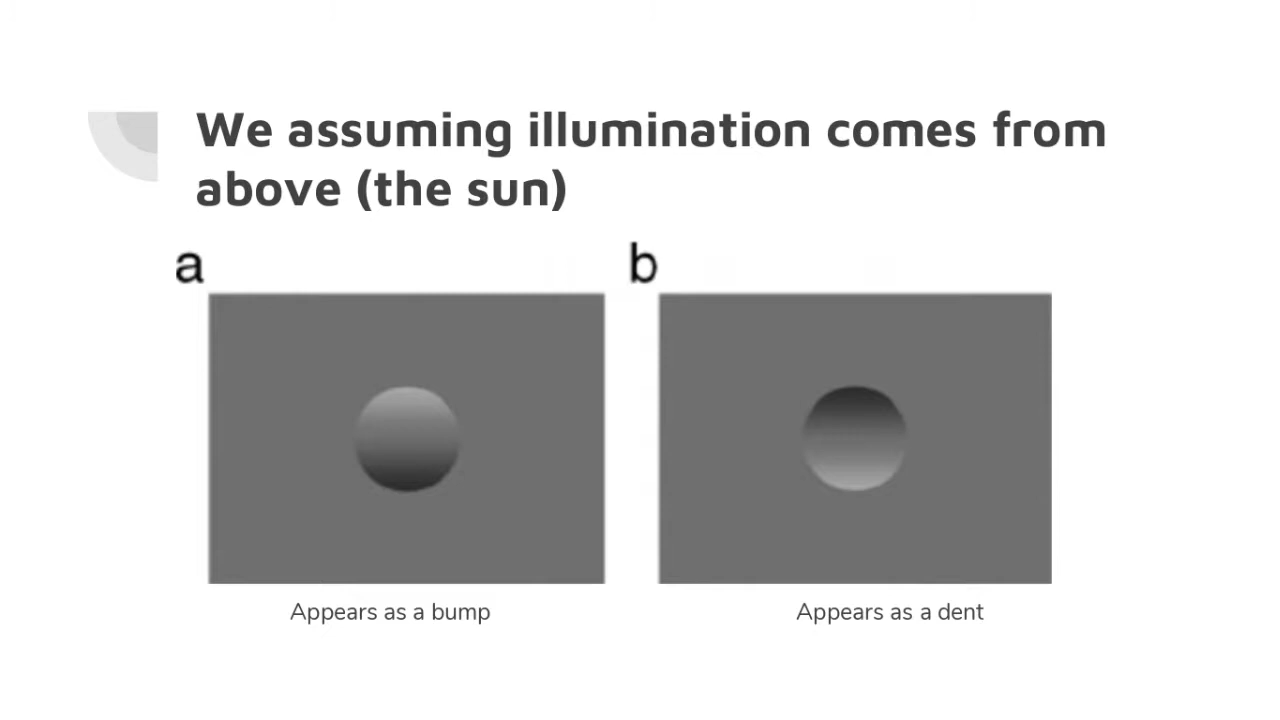 We assuming illumination comes from
above (the sun)
a
b
Appears as a bump
Appears as a dent